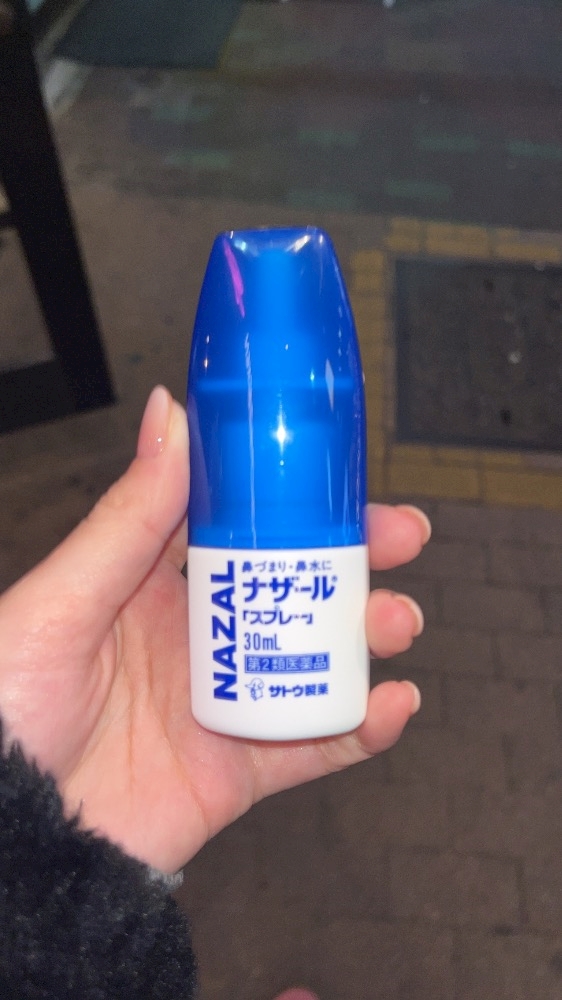 NAZAL
鼻づまり・鼻水に
ナザール®
「スプレー」
30mL
第2類医薬品
サトウ製薬